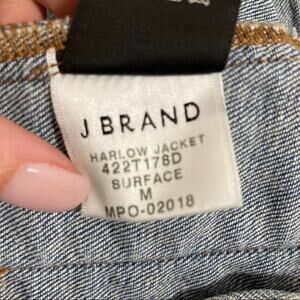 J BRAND
HARLOW JACKET
422T178D
SURFACE
M
MPO-02018